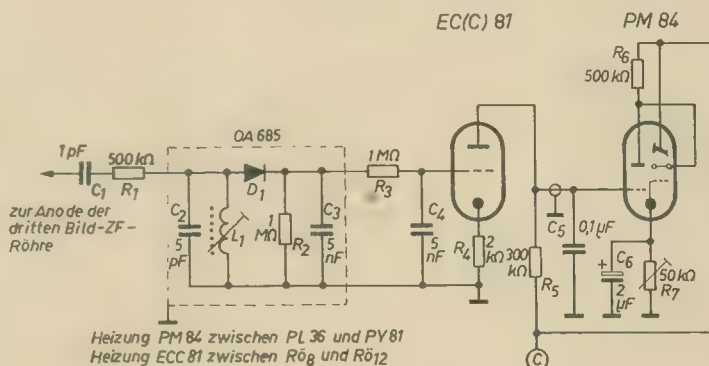 EC(C) 81
PM 84
R6
500 kΩ
OA 685
1 pF
500 kΩ
C1
R1
D1
1 MΩ
R3
zur Anode der
dritten Bild-ZF-
Röhre
C2
5
pF
L1
1
MΩ
R2
C3
5
nF
C4
5
nF
R4
2
kΩ
300
kΩ
R5
C5
0,1 µF
C6
+
2
µF
50 kΩ
R7
Heizung PM 84 zwischen PL 36 und PY 81
Heizung ECC 81 zwischen Rö8 und Rö12
C